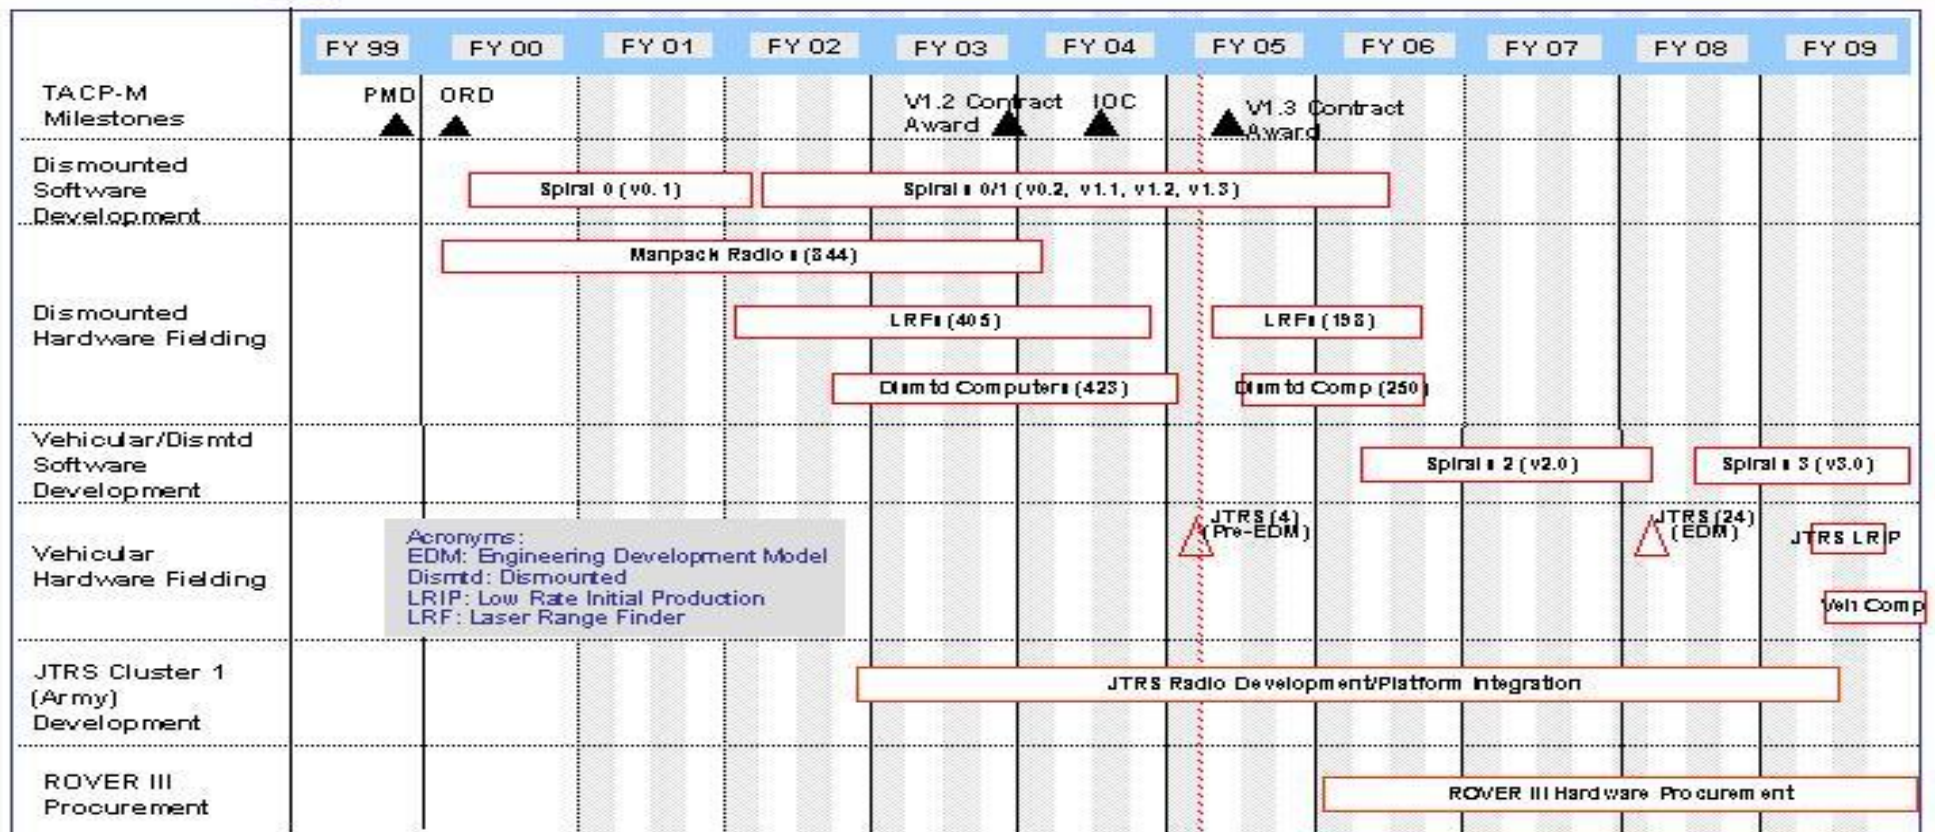 FY 99 FY 00 FY 01 FY 02 FY 03 FY 04 FY 05 FY 06 FY 07 FY 08 FY 09
TACP-M
Milestones
PMD ORD
V1.2 Contract
Award
IOC
V1.3 Contract
Award
Dismounted
Software
Development
Spiral 0 (v0.1)
Spirals 0/1 (v0.2, v1.1, v1.2, v1.3)
Dismounted
Hardware Fielding
Manpack Radios (344)
LRFs (405)
LRFs (198)
Dismtd Computers (423)
Dismtd Comp (250)
Vehicular/Dismtd
Software
Development
Spirals 2 (v2.0)
Spirals 3 (v3.0)
Vehicular
Hardware Fielding
Acronyms:
EDM: Engineering Development Model
Dismtd: Dismounted
LRIP: Low Rate Initial Production
LRF: Laser Range Finder
JTRS (4)
(Pre-EDM)
JTRS (24)
(EDM)
JTRS LRIP
Veh Comp
JTRS Cluster 1
(Army)
Development
JTRS Radio Development/Platform Integration
ROVER III
Procurement
ROVER III Hardware Procurement